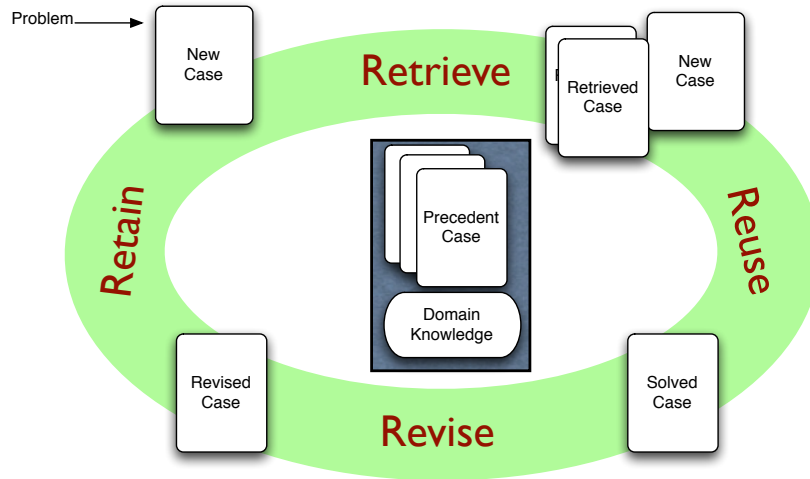 Problem
New
Case
Retrieve
Retrieved
Case
New
Case
Retain
Precedent
Case
Reuse
Domain
Knowledge
Revised
Case
Revise
Solved
Case